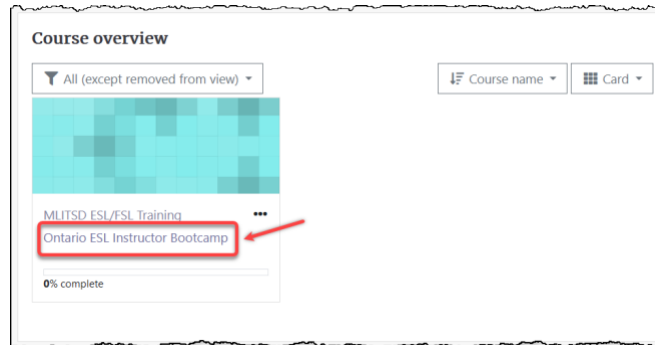 Course overview
All (except removed from view)
Course name
Card
MLITSD ESL/FSL Training
Ontario ESL Instructor Bootcamp
0% complete